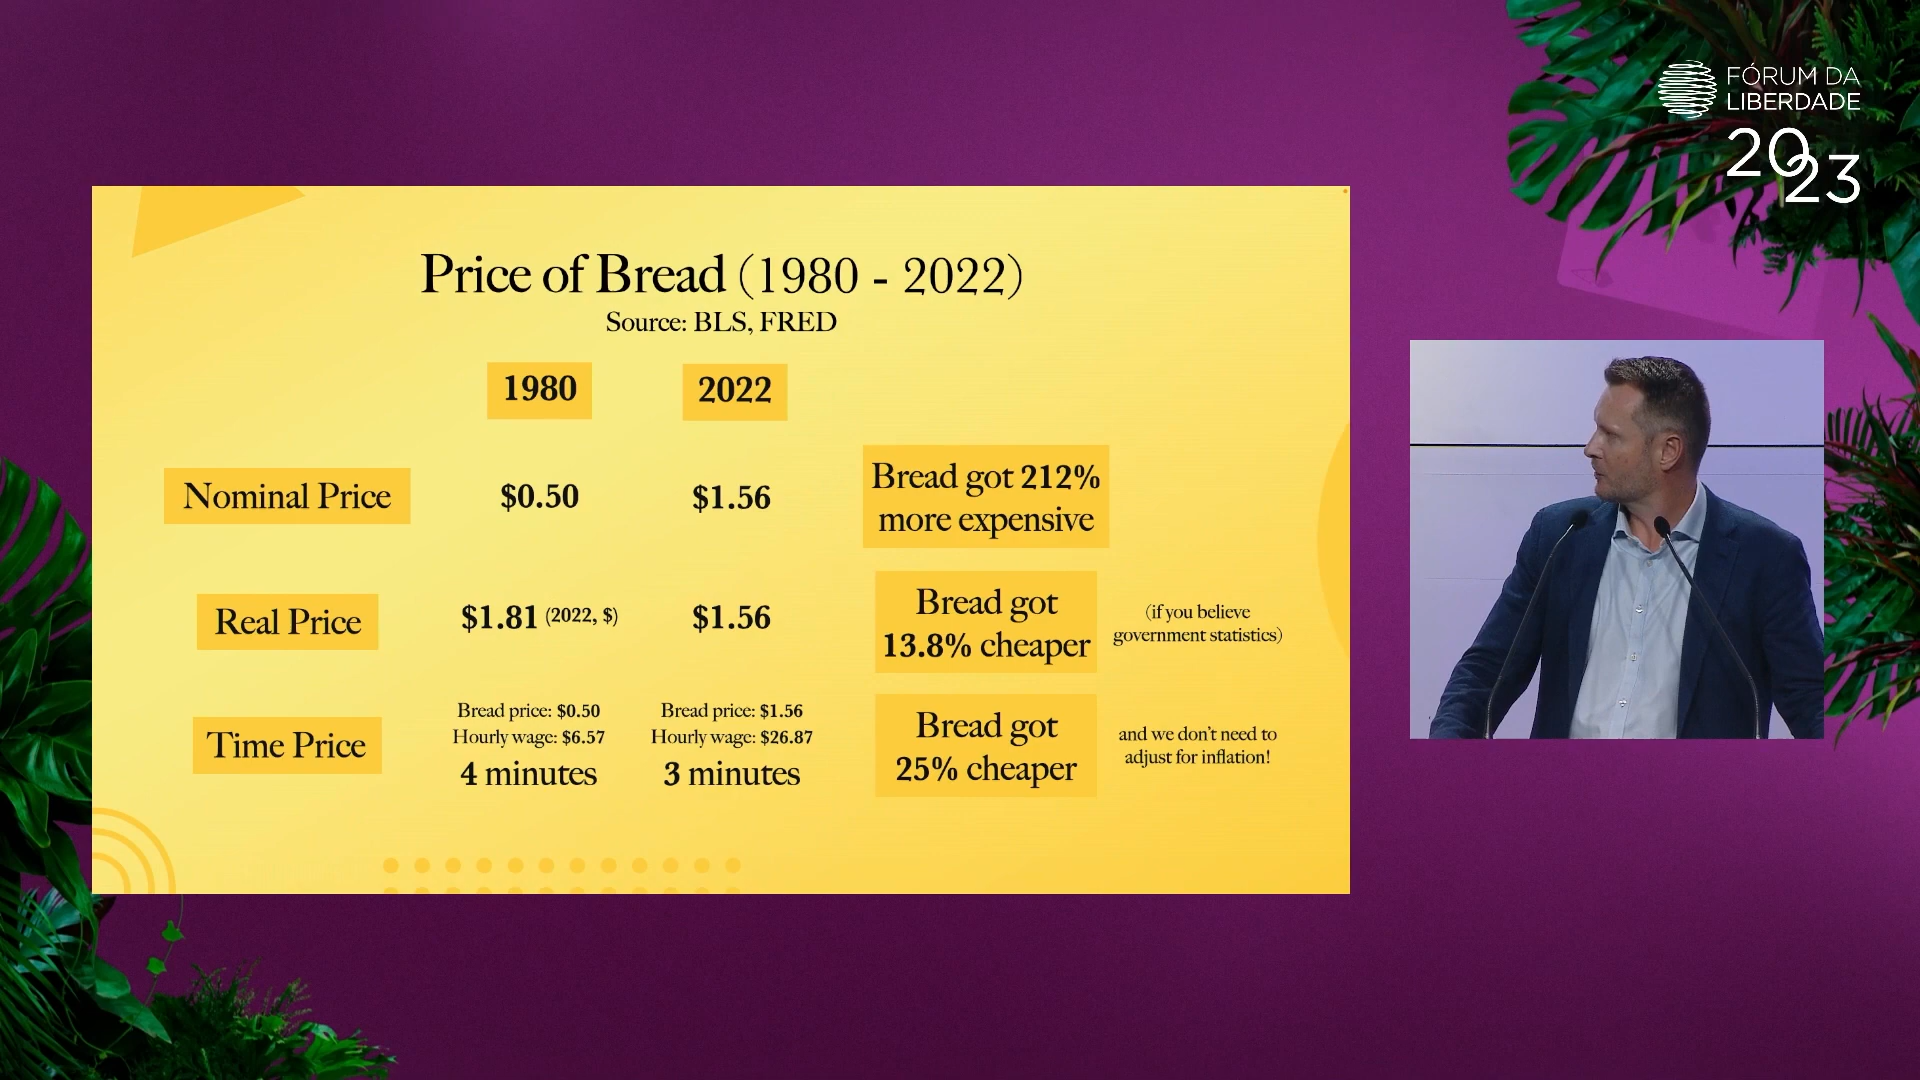 FÓRUM DA
LIBERDADE
2023
Price of Bread (1980 - 2022)
Source: BLS, FRED
1980
2022
Nominal Price
$0.50
$1.56
Bread got 212%
more expensive
Real Price
$1.81 (2022, $)
$1.56
Bread got
13.8% cheaper
(if you believe
government statistics)
Time Price
Bread price: $0.50
Hourly wage: $6.57
4 minutes
Bread price: $1.56
Hourly wage: $26.87
3 minutes
Bread got
25% cheaper
and we don't need to
adjust for inflation!